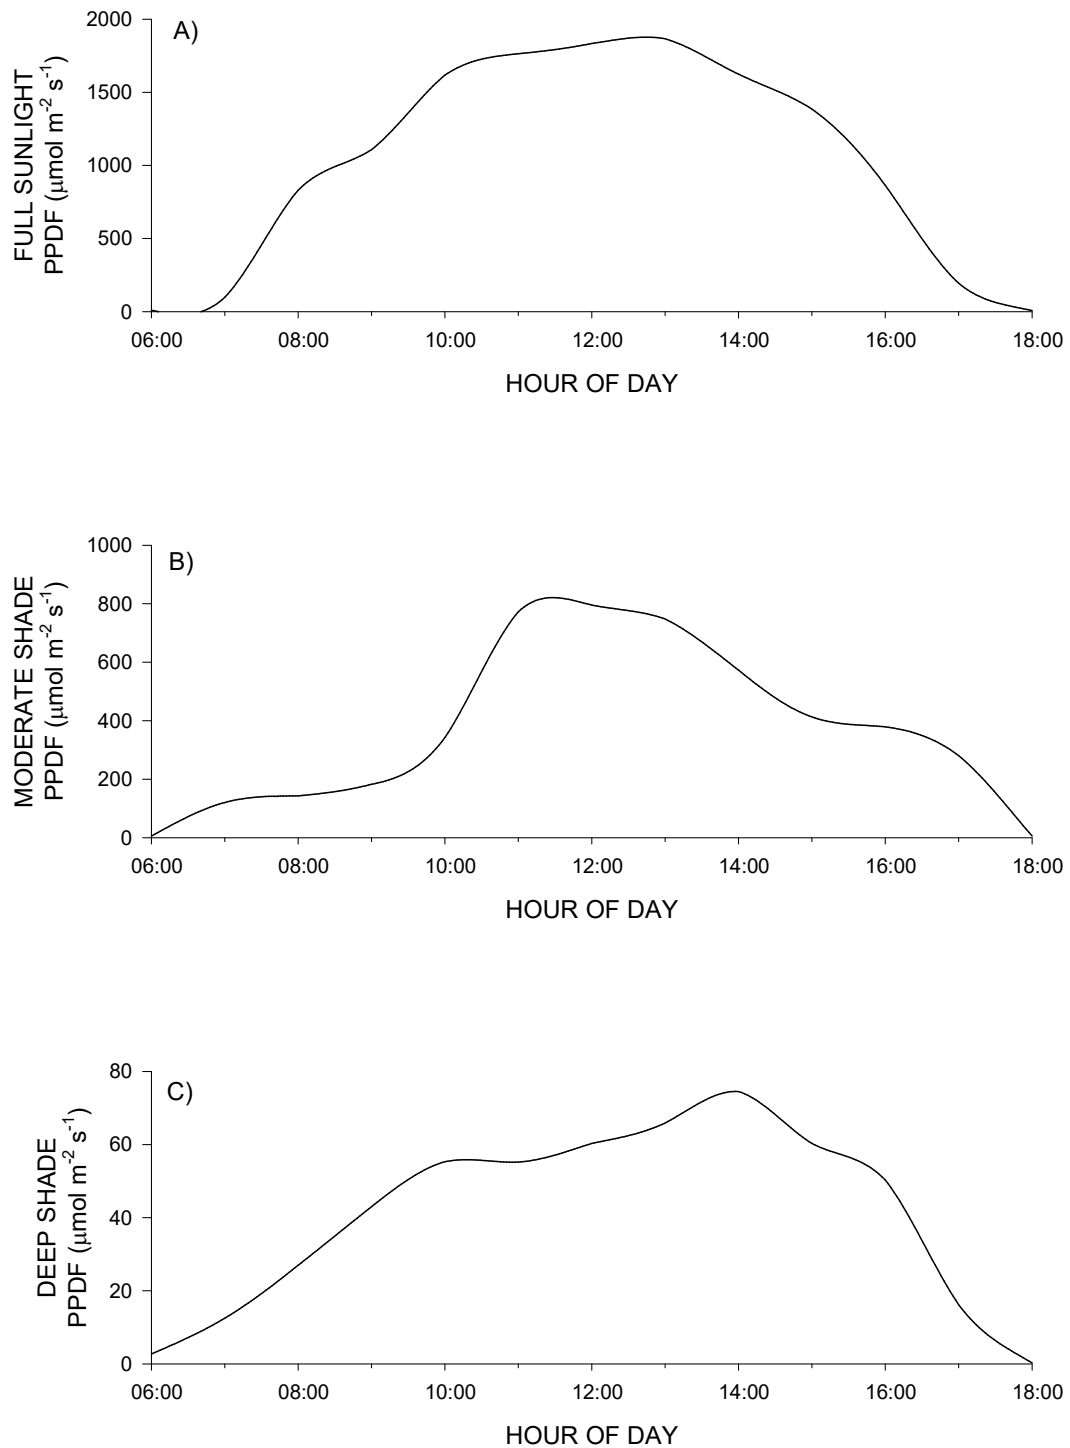 A)
FULL SUNLIGHT
PPDF (μmol m-2 s-1)
2000
1500
1000
500
0
06:00 08:00 10:00 12:00 14:00 16:00 18:00
HOUR OF DAY
B)
MODERATE SHADE
PPDF (μmol m-2 s-1)
1000
800
600
400
200
0
06:00 08:00 10:00 12:00 14:00 16:00 18:00
HOUR OF DAY
C)
DEEP SHADE
PPDF (μmol m-2 s-1)
80
60
40
20
0
06:00 08:00 10:00 12:00 14:00 16:00 18:00
HOUR OF DAY